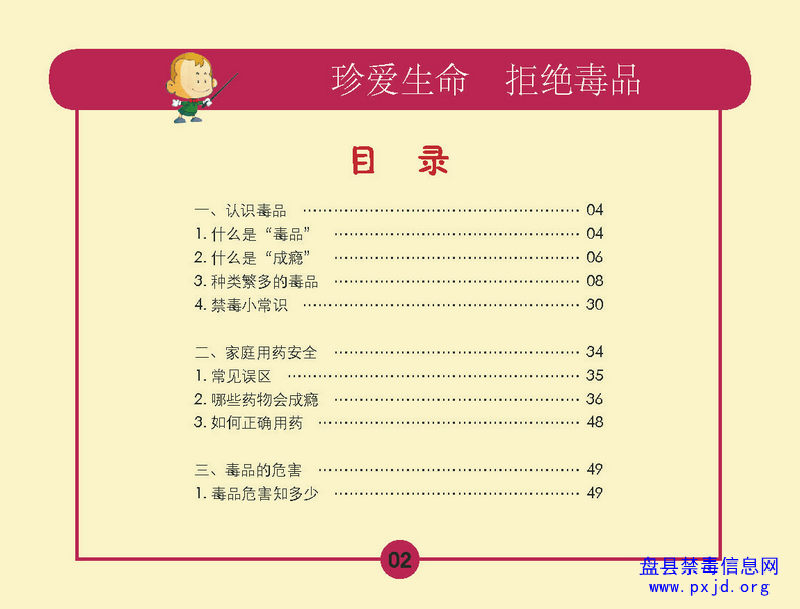 珍爱生命 拒绝毒品
目 录
一、认识毒品 ………………………………………… 04
1. 什么是“毒品” ………………………………………… 04
2. 什么是“成瘾” ………………………………………… 06
3. 种类繁多的毒品 ………………………………………… 08
4. 禁毒小常识 ………………………………………… 30
二、家庭用药安全 ………………………………………… 34
1. 常见误区 ………………………………………… 35
2. 哪些药物会成瘾 ………………………………………… 36
3. 如何正确用药 ………………………………………… 48
三、毒品的危害 ………………………………………… 49
1. 毒品危害知多少 ………………………………………… 49
02
盘县禁毒信息网
www.pxjd.org